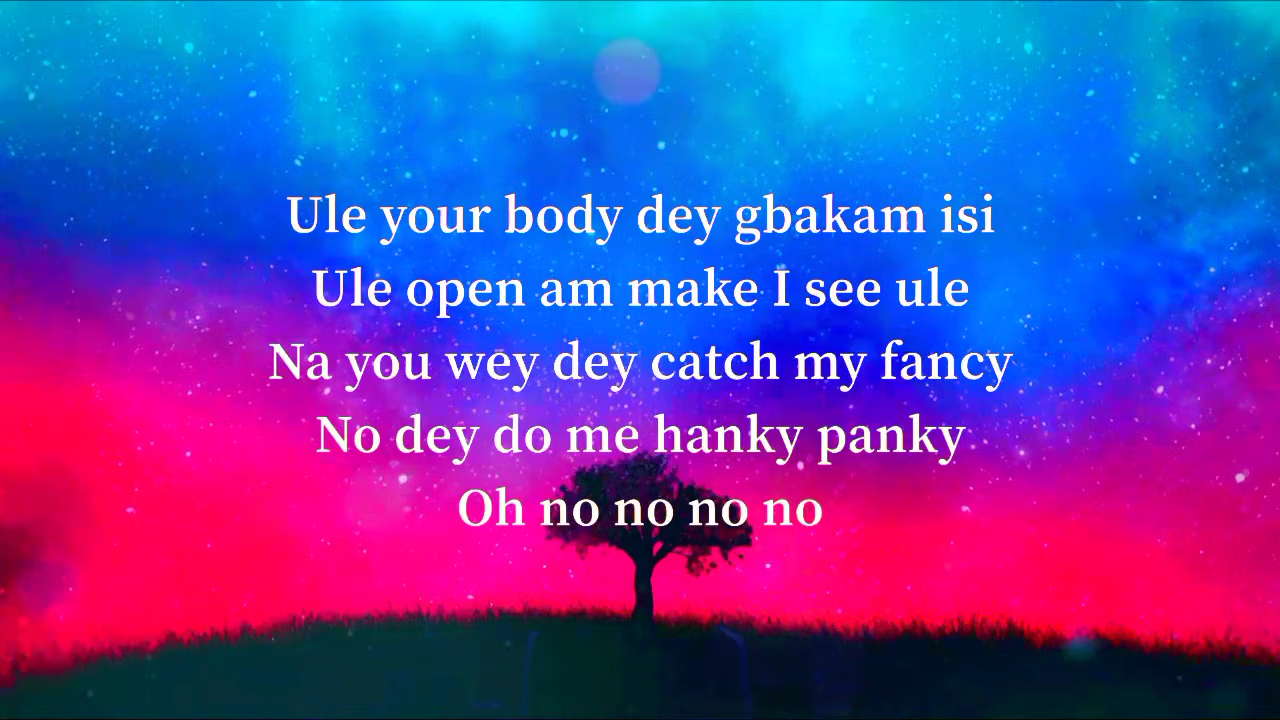 Ule your body dey gbakam isi
Ule open am make I see ule
Na you wey dey catch my fancy
No dey do me hanky panky
Oh no no no no